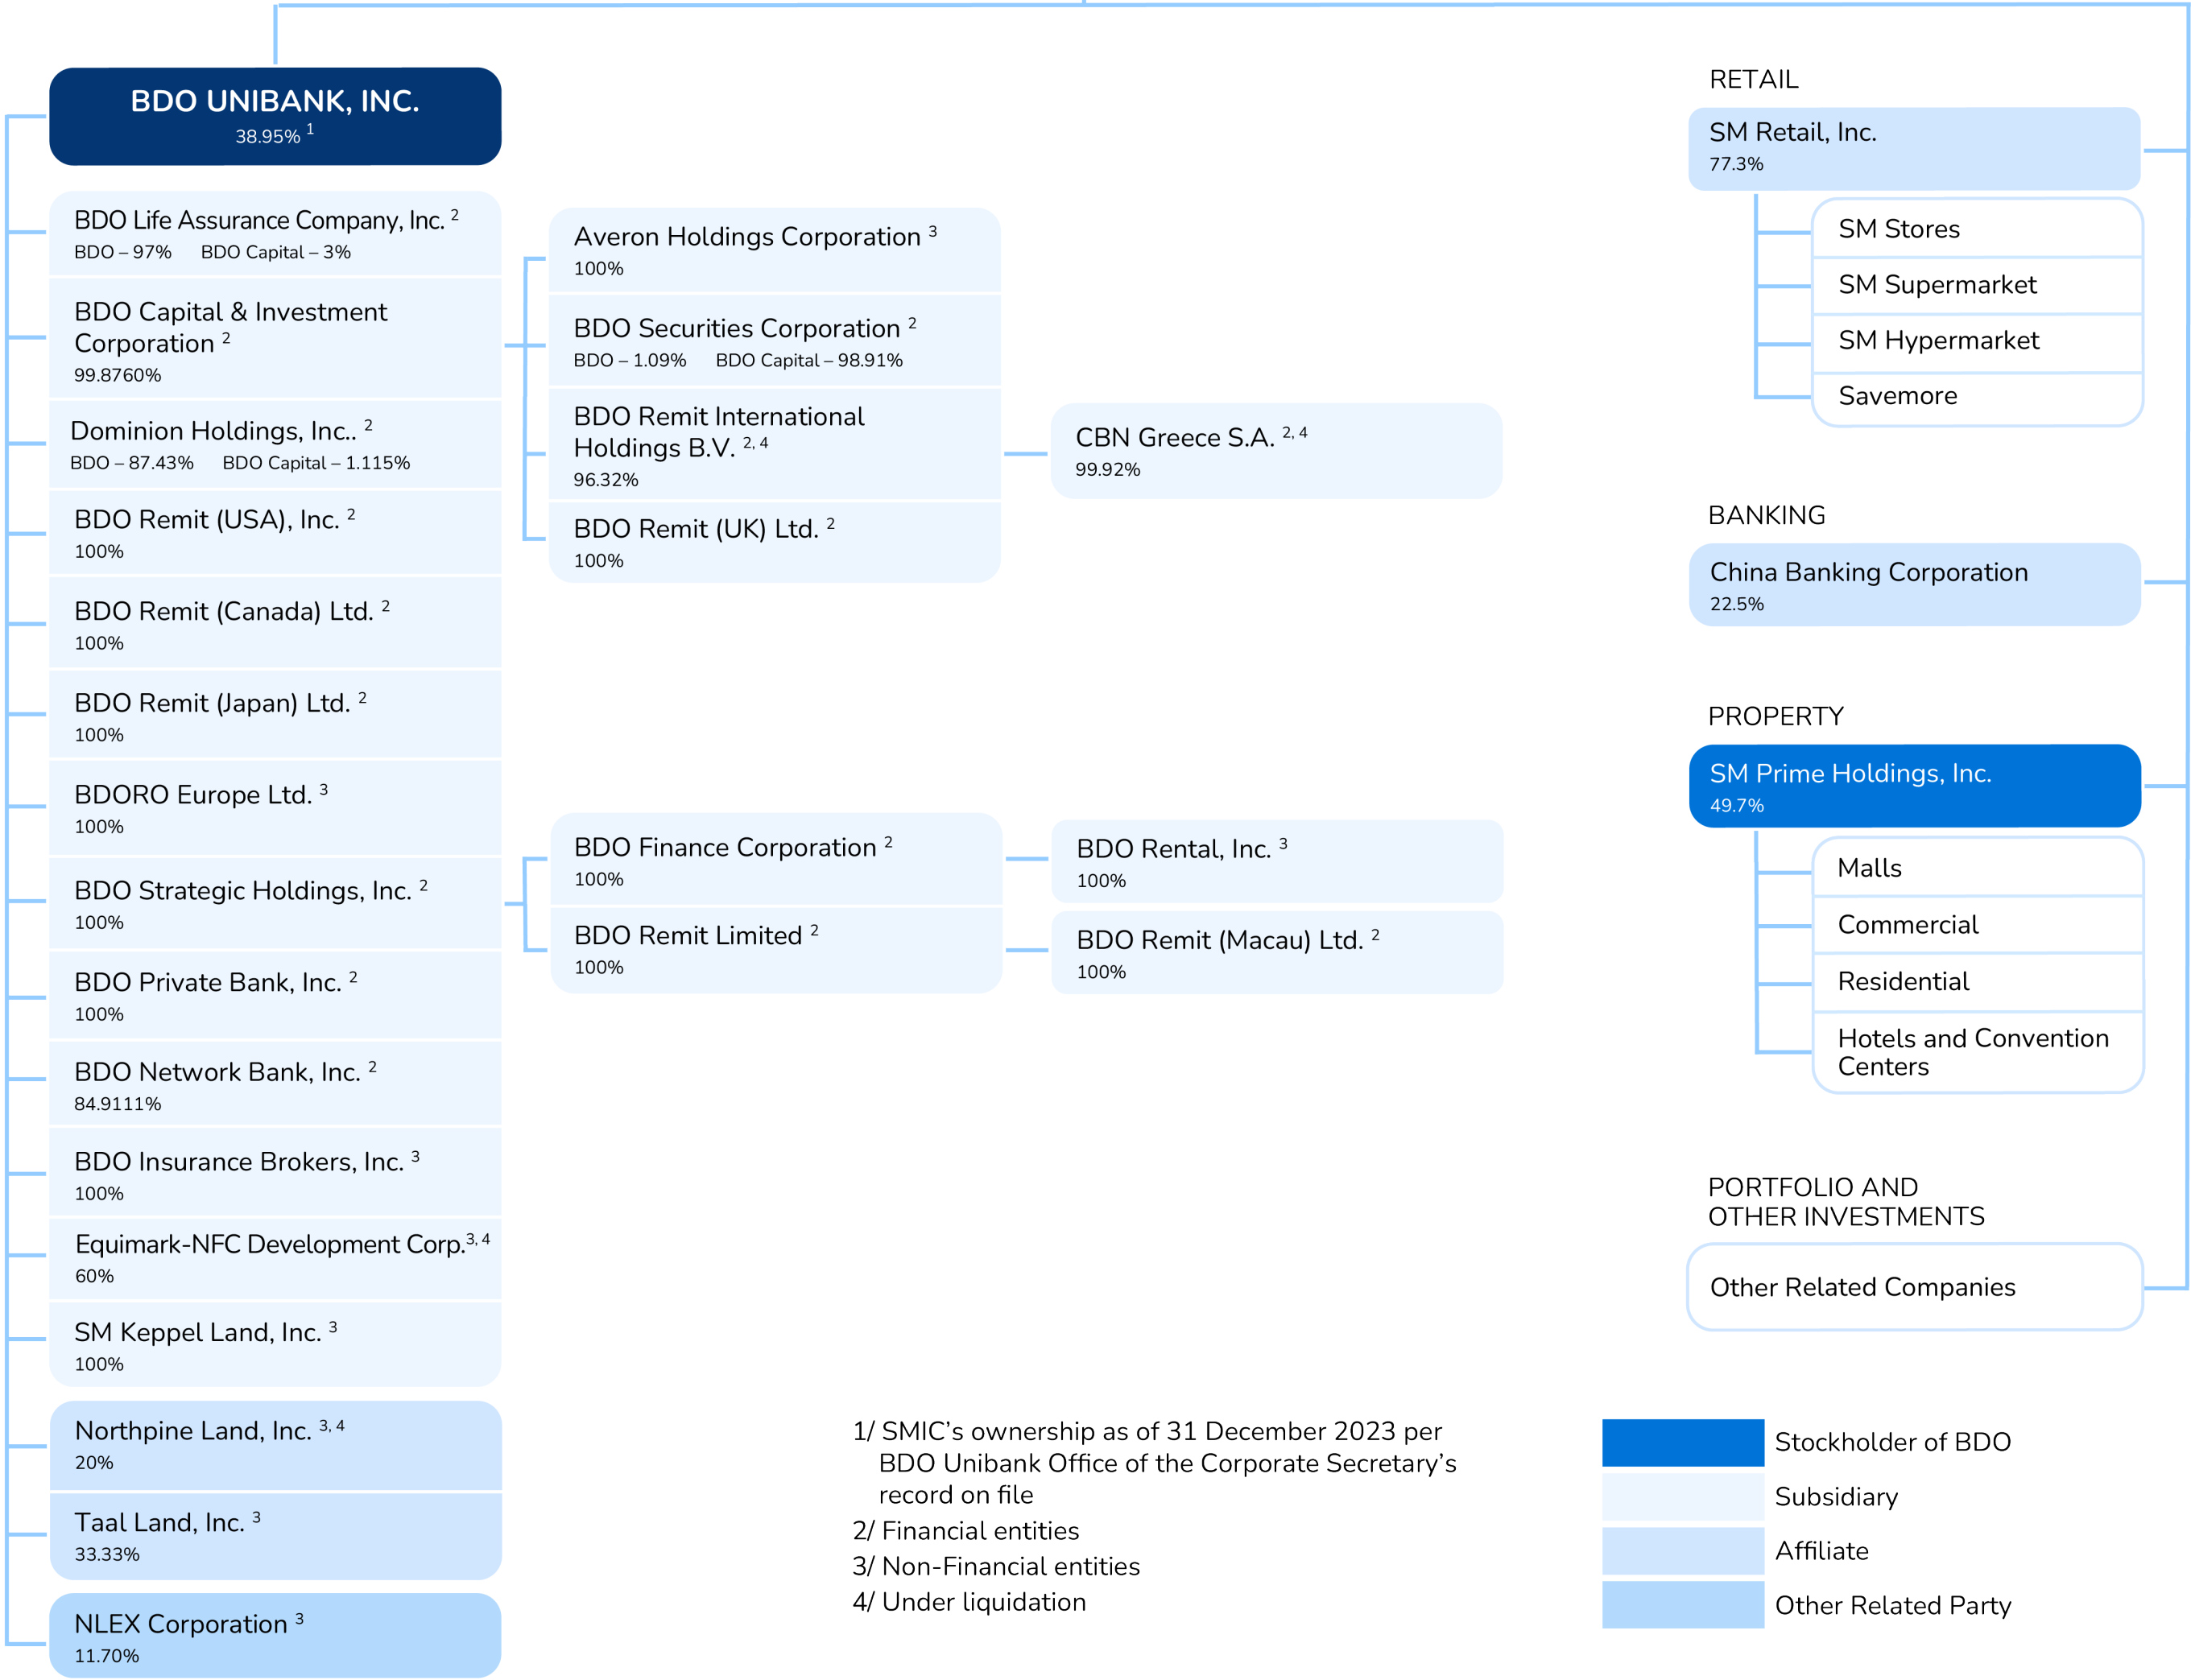 BDO UNIBANK, INC.
38.95% 1
BDO Life Assurance Company, Inc. 2
BDO – 97% BDO Capital – 3%
BDO Capital & Investment
Corporation 2
99.8760%
Dominion Holdings, Inc.. 2
BDO – 87.43% BDO Capital – 1.115%
BDO Remit (USA), Inc. 2
100%
BDO Remit (Canada) Ltd. 2
100%
BDO Remit (Japan) Ltd. 2
100%
BDORO Europe Ltd. 3
100%
BDO Strategic Holdings, Inc. 2
100%
BDO Private Bank, Inc. 2
100%
BDO Network Bank, Inc. 2
84.9111%
BDO Insurance Brokers, Inc. 3
100%
Equimark-NFC Development Corp.3, 4
60%
SM Keppel Land, Inc. 3
100%
Northpine Land, Inc. 3, 4
20%
Taal Land, Inc. 3
33.33%
NLEX Corporation 3
11.70%
Averon Holdings Corporation 3
100%
BDO Securities Corporation 2
BDO – 1.09% BDO Capital – 98.91%
BDO Remit International
Holdings B.V. 2, 4
96.32%
BDO Remit (UK) Ltd. 2
100%
CBN Greece S.A. 2, 4
99.92%
BDO Finance Corporation 2
100%
BDO Remit Limited 2
100%
BDO Rental, Inc. 3
100%
BDO Remit (Macau) Ltd. 2
100%
RETAIL
SM Retail, Inc.
77.3%
SM Stores
SM Supermarket
SM Hypermarket
Savemore
BANKING
China Banking Corporation
22.5%
PROPERTY
SM Prime Holdings, Inc.
49.7%
Malls
Commercial
Residential
Hotels and Convention
Centers
PORTFOLIO AND
OTHER INVESTMENTS
Other Related Companies
1/ SMIC’s ownership as of 31 December 2023 per
BDO Unibank Office of the Corporate Secretary’s
record on file
2/ Financial entities
3/ Non-Financial entities
4/ Under liquidation
Stockholder of BDO
Subsidiary
Affiliate
Other Related Party